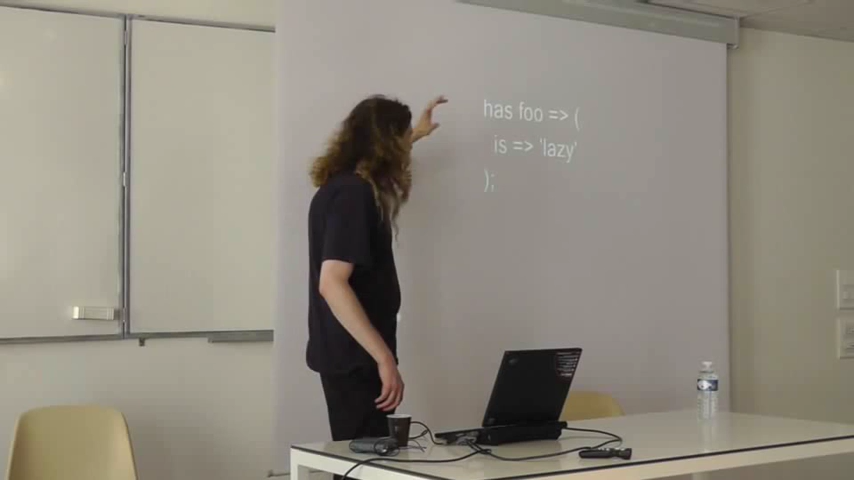 has foo => (
is => 'lazy'
);